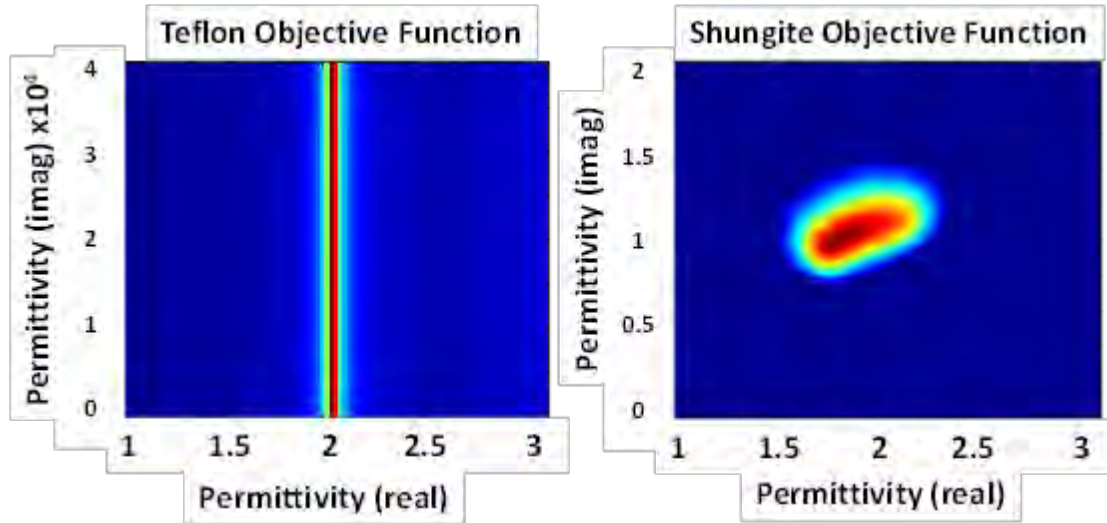 Teflon Objective Function
Permittivity (imag) x10⁴
4
3
2
1
0
1 1.5 2 2.5 3
Permittivity (real)
Shungite Objective Function
Permittivity (imag)
2
1.5
1
0.5
0
1 1.5 2 2.5 3
Permittivity (real)